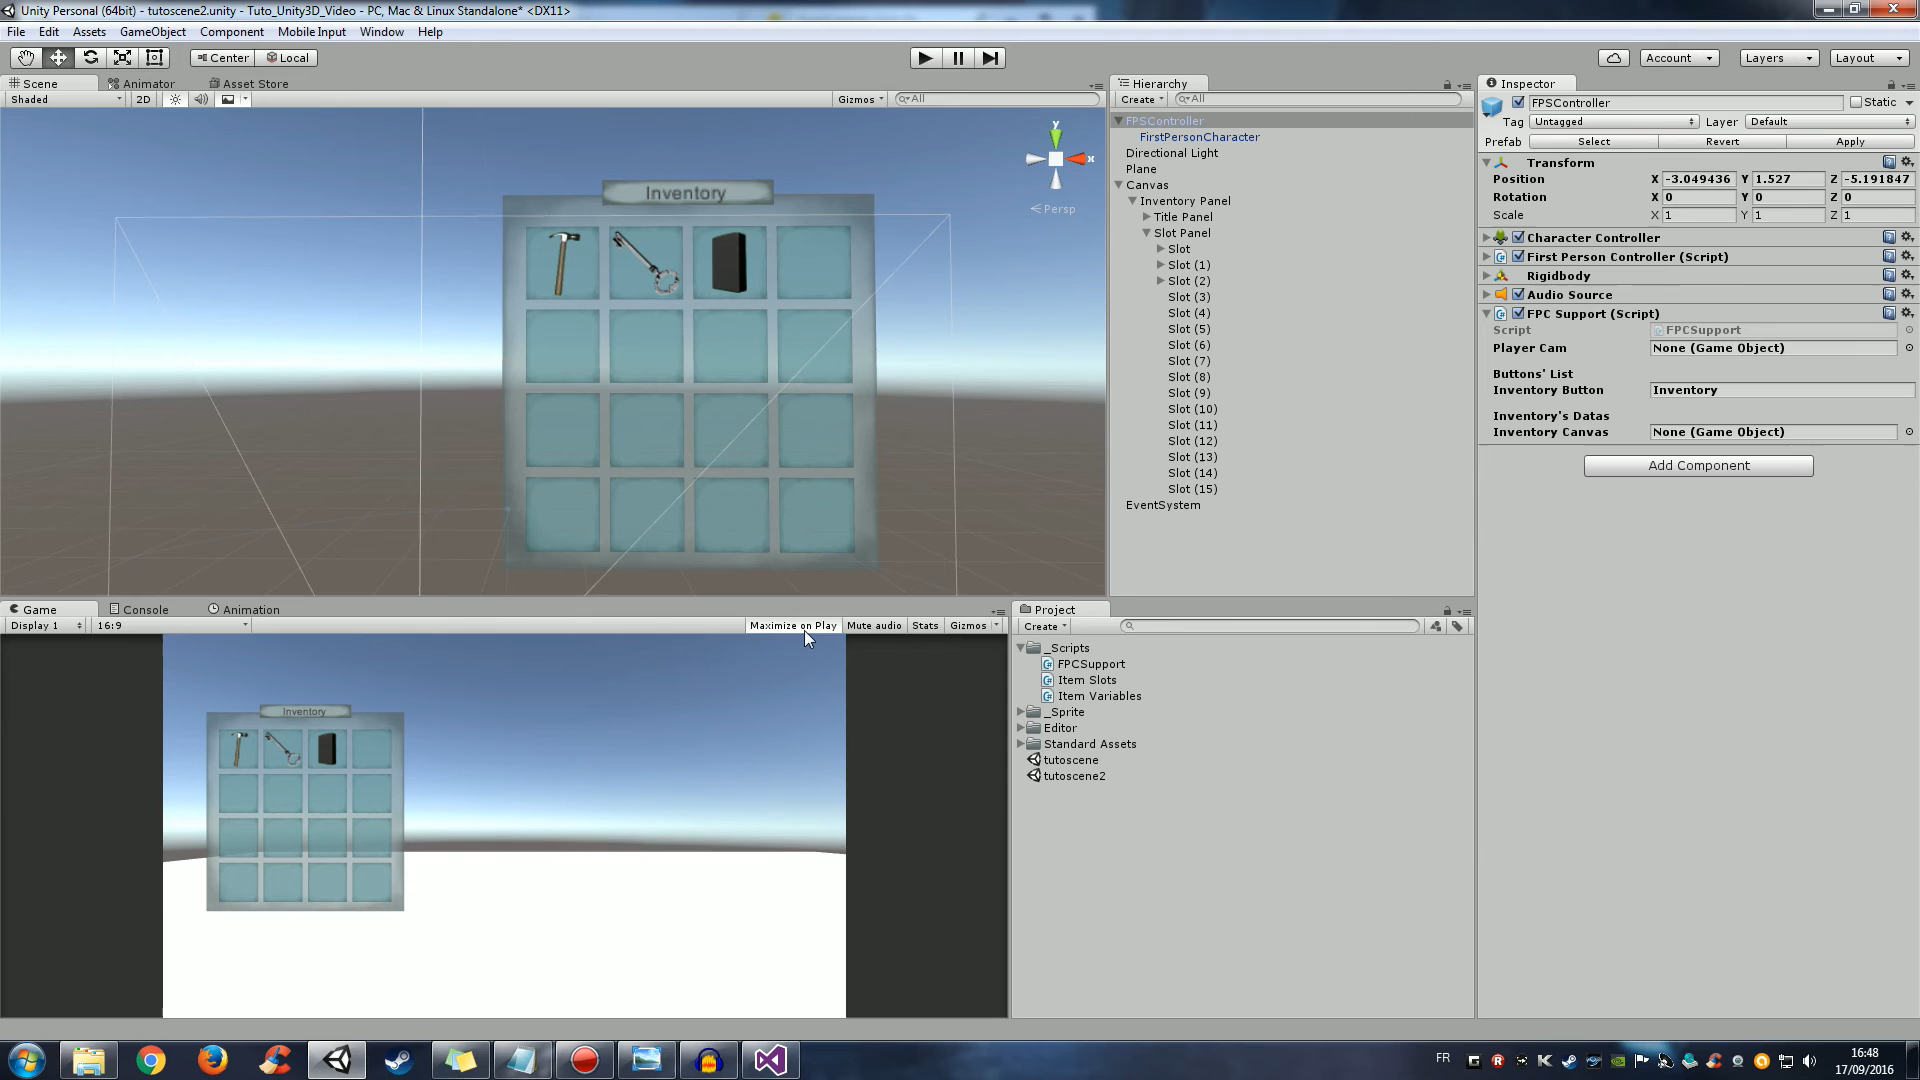 Unity Personal (64bit) - tutoscene2.unity - Tuto_Unity3D_Video - PC, Mac & Linux Standalone* <DX11>
File Edit Assets GameObject Component Mobile Input Window Help
Center Local
Account Layers Layout
Scene Animator Asset Store
Shaded 2D Gizmos All
y
x
Persp
Inventory
Hierarchy
Create All
FPSController
FirstPersonCharacter
Directional Light
Plane
Canvas
Inventory Panel
Title Panel
Slot Panel
Slot
Slot (1)
Slot (2)
Slot (3)
Slot (4)
Slot (5)
Slot (6)
Slot (7)
Slot (8)
Slot (9)
Slot (10)
Slot (11)
Slot (12)
Slot (13)
Slot (14)
Slot (15)
EventSystem
Inspector
FPSController Static
Tag Untagged Layer Default
Prefab Select Revert Apply
Transform
Position X -3.049436 Y 1.527 Z -5.191847
Rotation X 0 Y 0 Z 0
Scale X 1 Y 1 Z 1
Character Controller
First Person Controller (Script)
Rigidbody
Audio Source
FPC Support (Script)
Script FPCSupport
Player Cam None (Game Object)
Buttons' List
Inventory Button Inventory
Inventory's Datas
Inventory Canvas None (Game Object)
Add Component
Game Console Animation
Display 1 16:9 Maximize on Play Mute audio Stats Gizmos
Inventory
Project
Create
_Scripts
FPCSupport
Item Slots
Item Variables
_Sprite
Editor
Standard Assets
tutoscene
tutoscene2
FR
16:48
17/09/2016